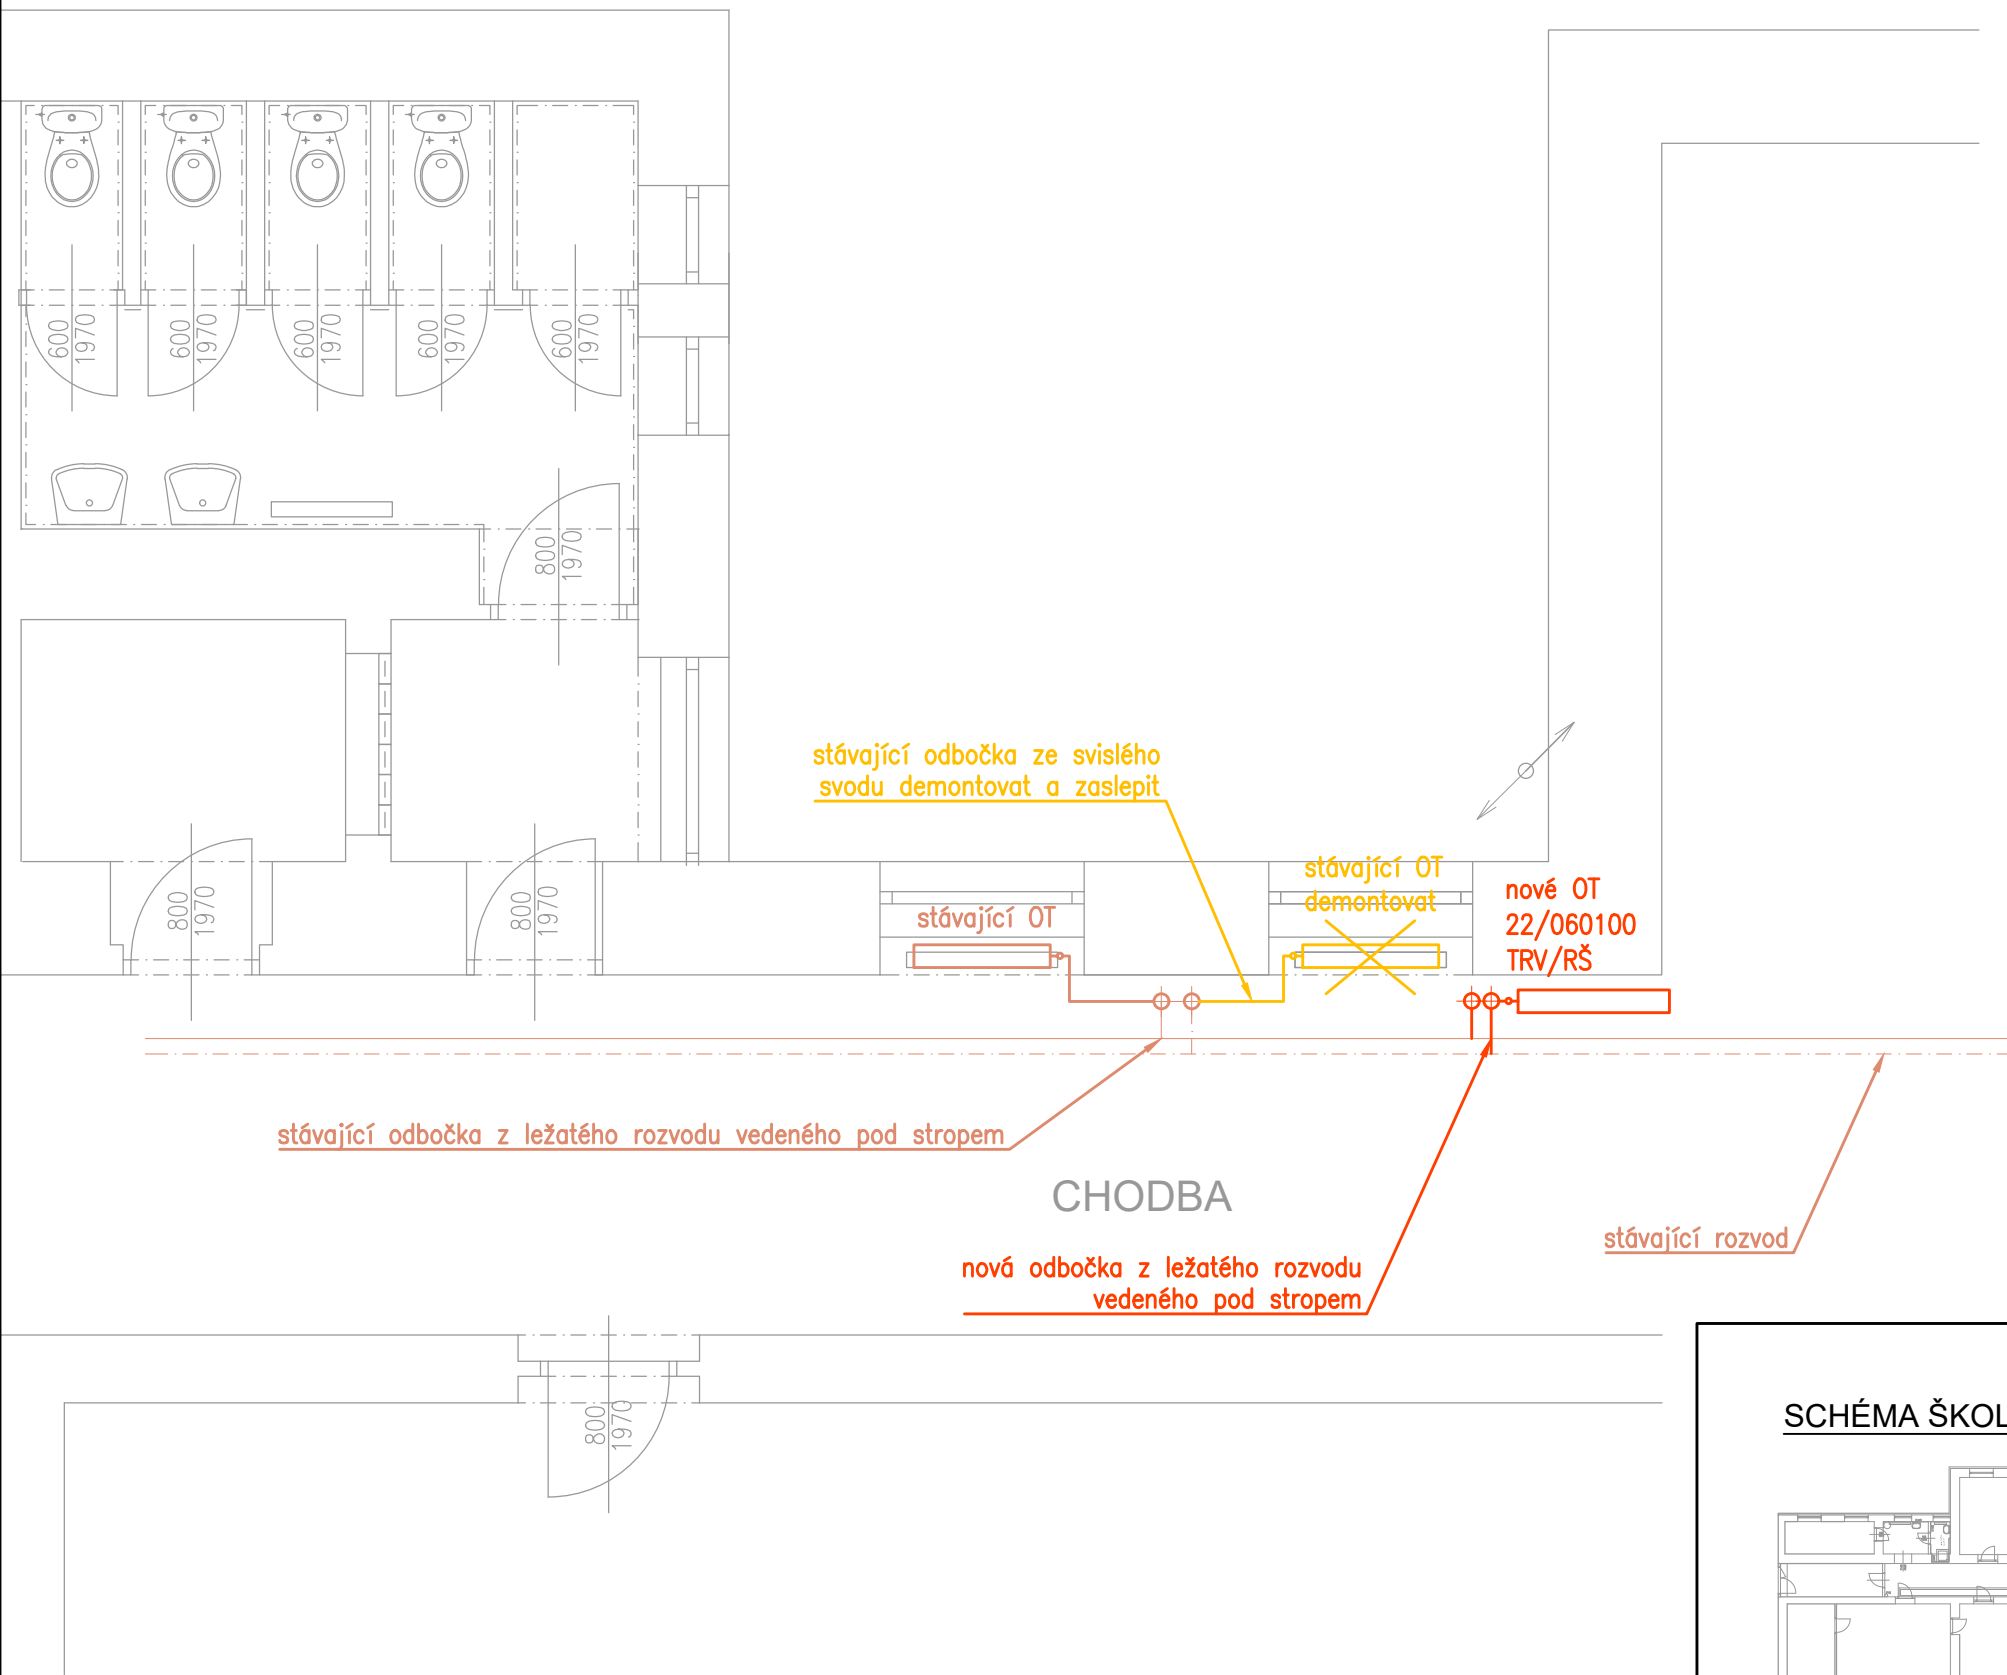 600
1970
600
1970
600
1970
600
1970
600
1970
800
1970
stávající odbočka ze svislého
svodu demontovat a zaslepit
stávající OT
demontovat
nové OT
22/060100
TRV/RŠ
stávající OT
800
1970
800
1970
stávající odbočka z ležatého rozvodu vedeného pod stropem
CHODBA
stávající rozvod
nová odbočka z ležatého rozvodu
vedeného pod stropem
800
1970
SCHÉMA ŠKOL